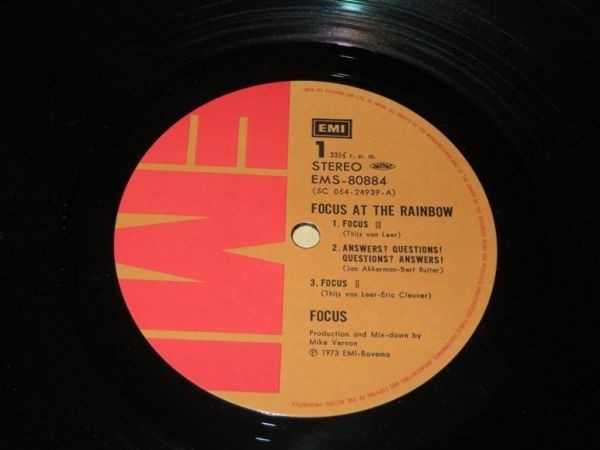 EMI
EMI
1 33⅓ r. p. m.
STEREO
EMS-80884
(5C 054-24939-A)
FOCUS AT THE RAINBOW
1. FOCUS III
(Thijs van Leer)
2. ANSWERS? QUESTIONS!
QUESTIONS? ANSWERS!
(Jan Akkerman-Bert Ruiter)
3. FOCUS II
(Thijs van Leer-Eric Cleuver)
FOCUS
Production and Mix-down by
Mike Vernon
Ⓟ 1973 EMI-Bovema